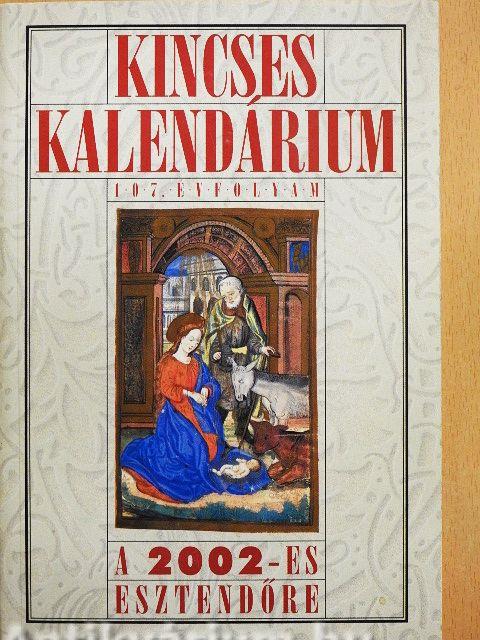 KINCSES
KALENDÁRIUM
107. ÉVFOLYAM
A 2002-ES
ESZTENDŐRE